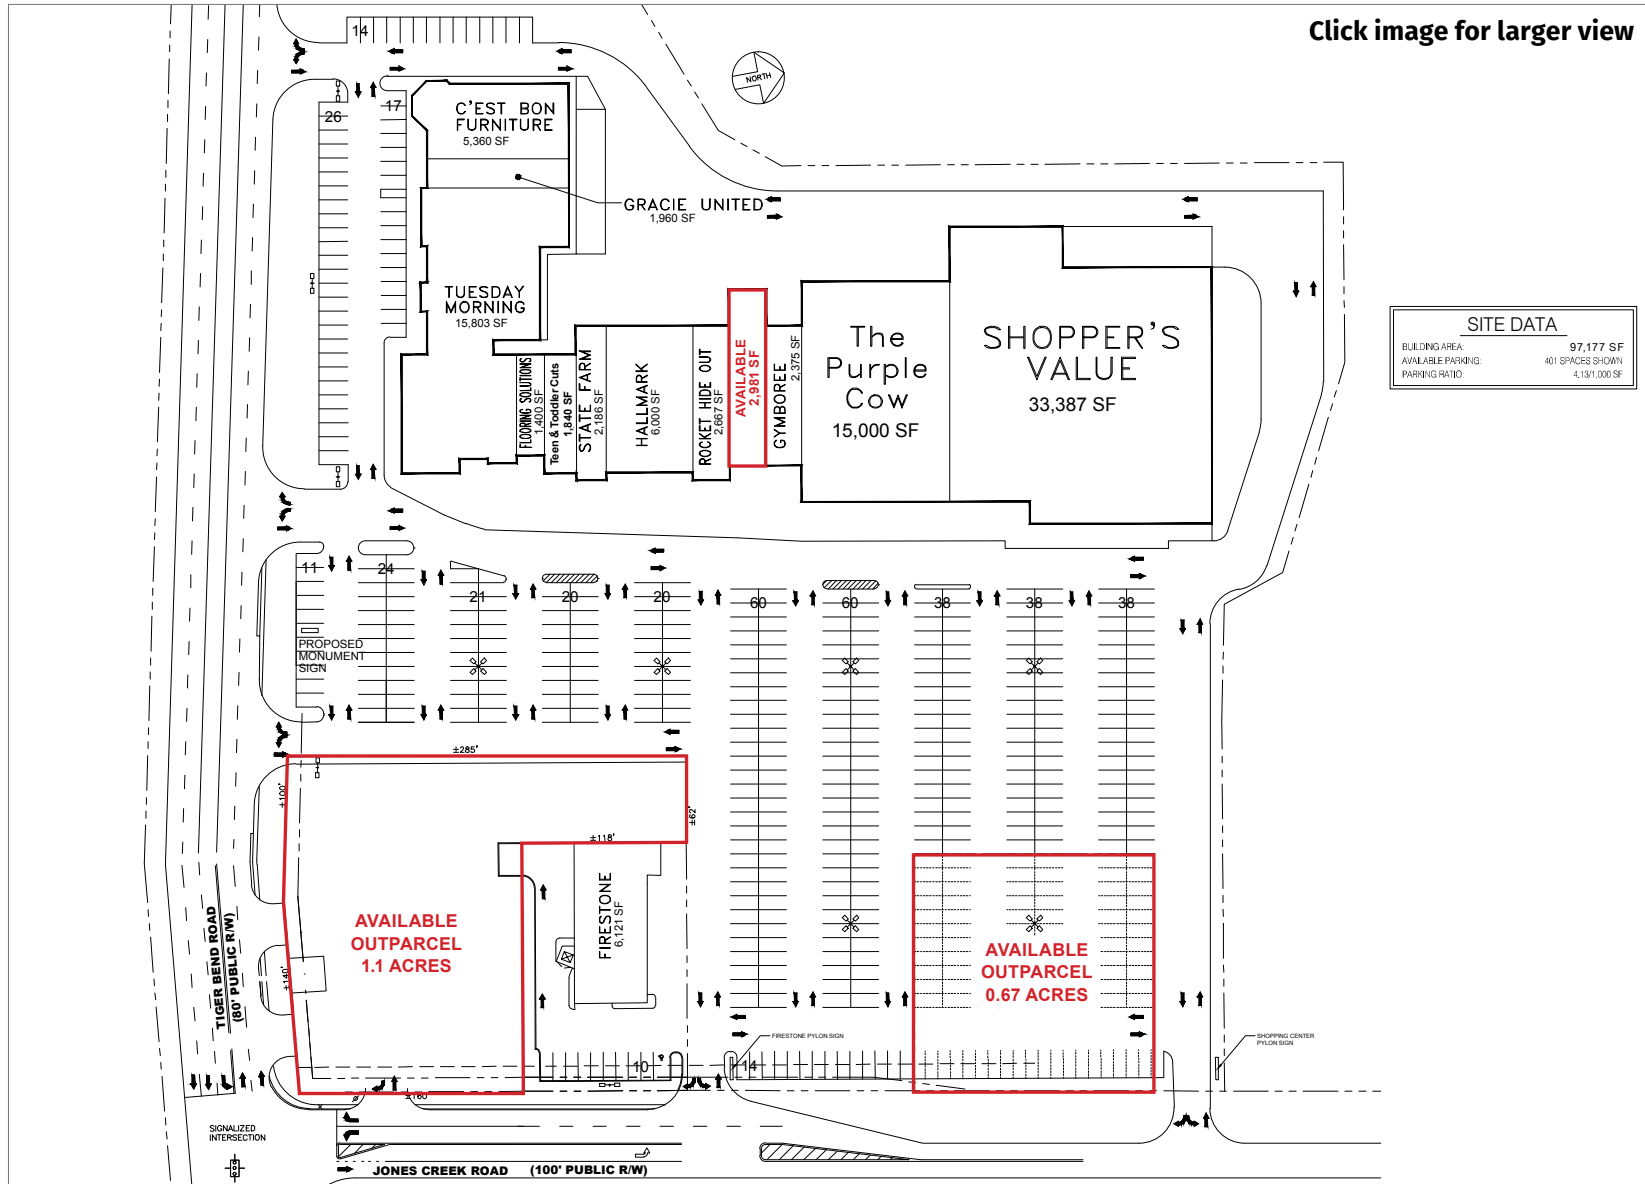 Click image for larger view
14
NORTH
26
17
C'EST BON
FURNITURE
5,360 SF
GRACIE UNITED
1,960 SF
TUESDAY
MORNING
15,803 SF
FLOORING SOLUTIONS
1,400 SF
Teen & Toddler Cuts
1,840 SF
STATE FARM
2,186 SF
HALLMARK
6,000 SF
ROCKET HIDE OUT
2,667 SF
AVAILABLE
2,981 SF
GYMBOREE
2,375 SF
The
Purple
Cow
15,000 SF
SHOPPER'S
VALUE
33,387 SF
SITE DATA
BUILDING AREA: 97,177 SF
AVAILABLE PARKING: 401 SPACES SHOWN
PARKING RATIO: 4.13/1,000 SF
11
24
21
20
20
60
60
38
38
38
PROPOSED
MONUMENT
SIGN
±285'
±100'
±62'
±118'
±140'
±160'
AVAILABLE
OUTPARCEL
1.1 ACRES
FIRESTONE
6,121 SF
AVAILABLE
OUTPARCEL
0.67 ACRES
TIGER BEND ROAD
(80' PUBLIC R/W)
10
14
FIRESTONE PYLON SIGN
SHOPPING CENTER
PYLON SIGN
SIGNALIZED
INTERSECTION
JONES CREEK ROAD (100' PUBLIC R/W)